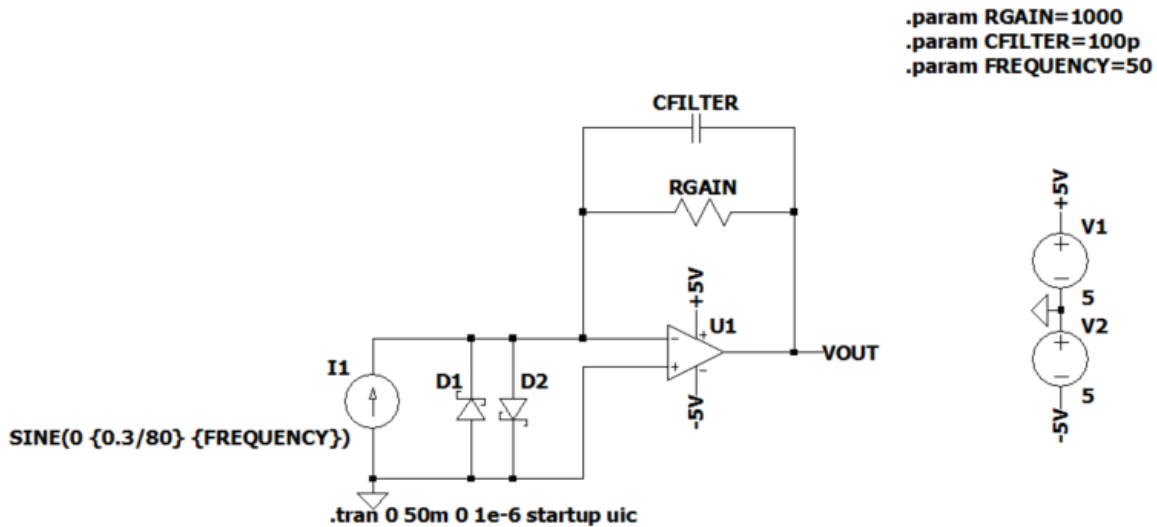 .param RGAIN=1000
.param CFILTER=100p
.param FREQUENCY=50
CFILTER
RGAIN
+5V
U1
VOUT
-5V
I1
D1
D2
SINE(0 {0.3/80} {FREQUENCY})
.tran 0 50m 0 1e-6 startup uic
+5V
V1
5
V2
5
-5V